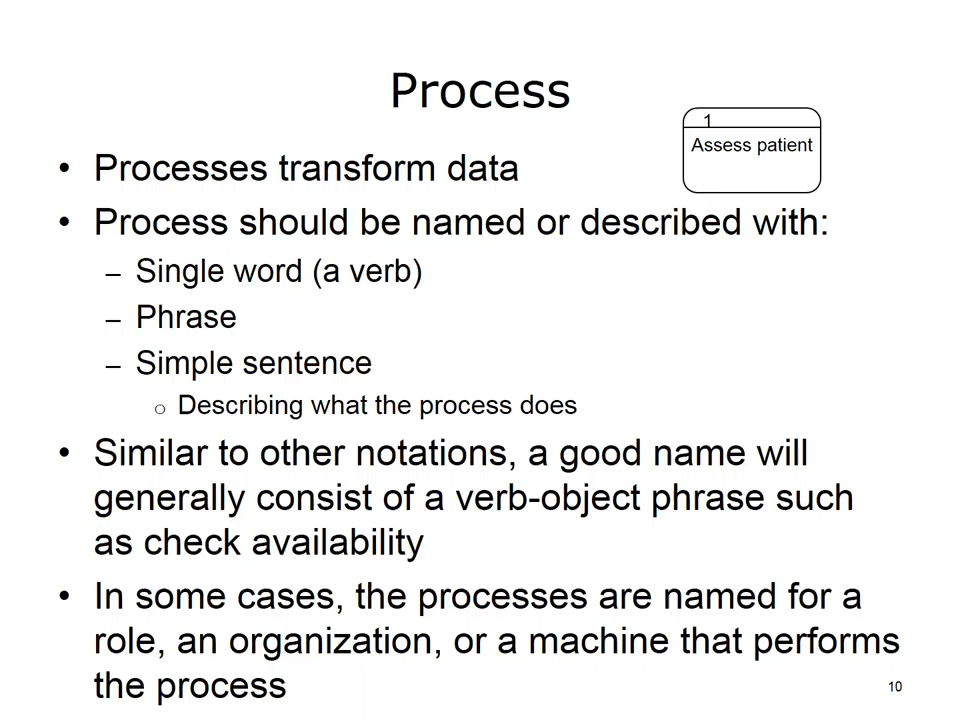 Process
1
Assess patient
• Processes transform data
• Process should be named or described with:
– Single word (a verb)
– Phrase
– Simple sentence
o Describing what the process does
• Similar to other notations, a good name will
generally consist of a verb-object phrase such
as check availability
• In some cases, the processes are named for a
role, an organization, or a machine that performs
the process
10